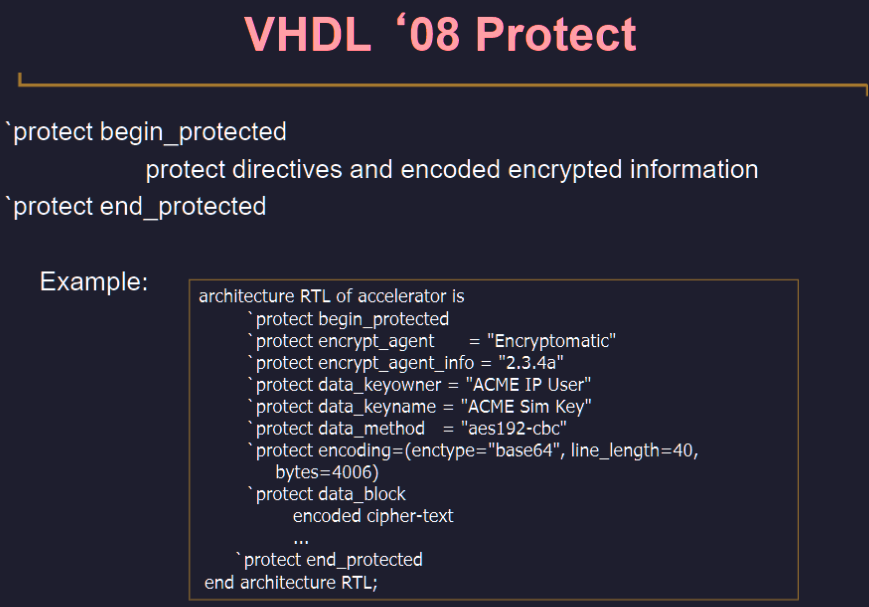 VHDL ‘08 Protect
`protect begin_protected
protect directives and encoded encrypted information
`protect end_protected
Example:
architecture RTL of accelerator is
`protect begin_protected
`protect encrypt_agent = "Encryptomatic"
`protect encrypt_agent_info = "2.3.4a"
`protect data_keyowner = "ACME IP User"
`protect data_keyname = "ACME Sim Key"
`protect data_method = "aes192-cbc"
`protect encoding=(enctype="base64", line_length=40,
bytes=4006)
`protect data_block
encoded cipher-text
...
`protect end_protected
end architecture RTL;